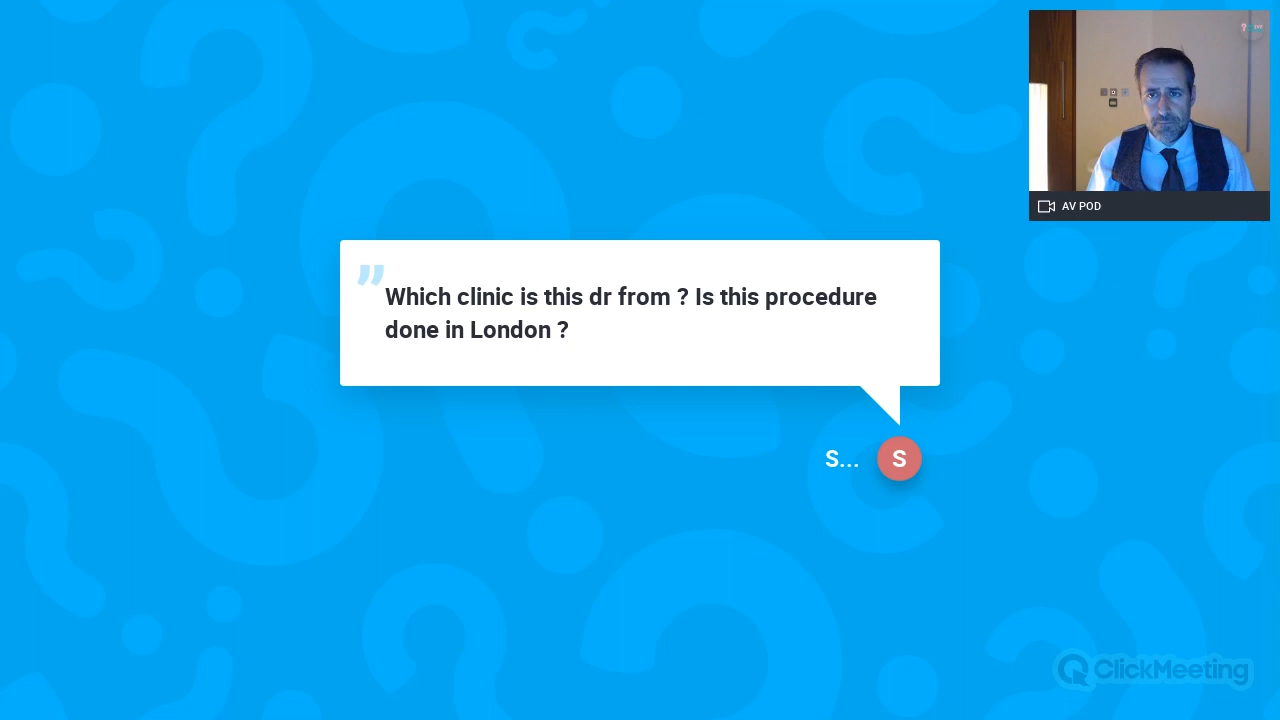 AV POD
"
Which clinic is this dr from ? Is this procedure
done in London ?
S...
S
ClickMeeting